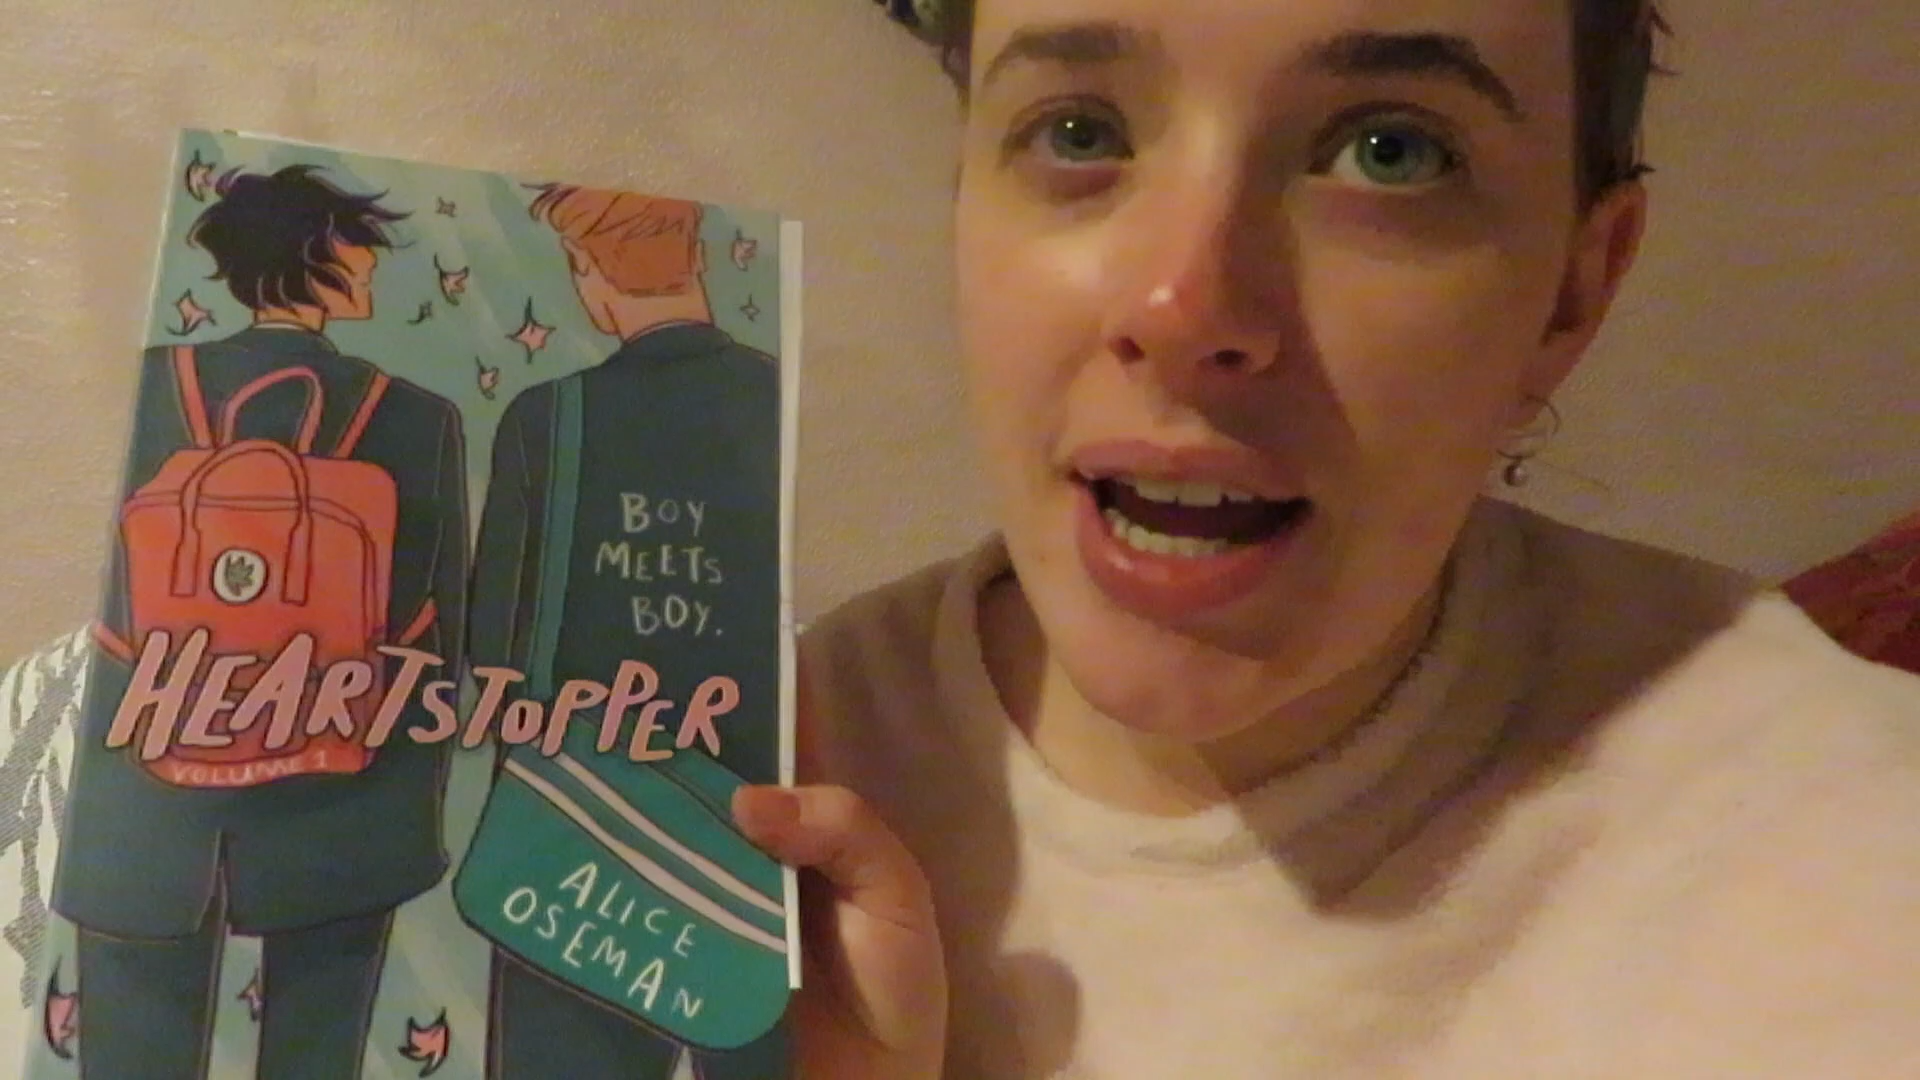 BOY
MEETS
BOY.
HEARTSTOPPER
VOLUME 1
ALICE
OSEMAN